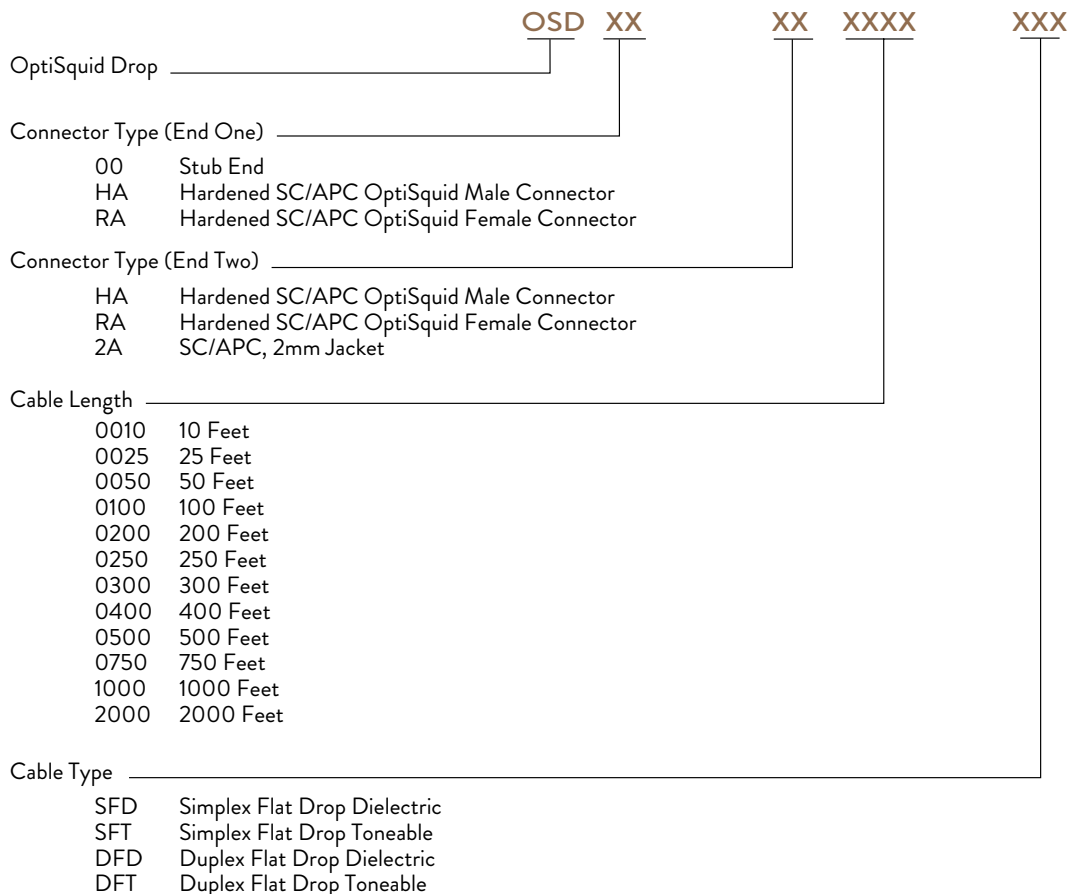 OSD XX XX XXXX XXX
OptiSquid Drop
Connector Type (End One)
00 Stub End
HA Hardened SC/APC OptiSquid Male Connector
RA Hardened SC/APC OptiSquid Female Connector
Connector Type (End Two)
HA Hardened SC/APC OptiSquid Male Connector
RA Hardened SC/APC OptiSquid Female Connector
2A SC/APC, 2mm Jacket
Cable Length
0010 10 Feet
0025 25 Feet
0050 50 Feet
0100 100 Feet
0200 200 Feet
0250 250 Feet
0300 300 Feet
0400 400 Feet
0500 500 Feet
0750 750 Feet
1000 1000 Feet
2000 2000 Feet
Cable Type
SFD Simplex Flat Drop Dielectric
SFT Simplex Flat Drop Toneable
DFD Duplex Flat Drop Dielectric
DFT Duplex Flat Drop Toneable